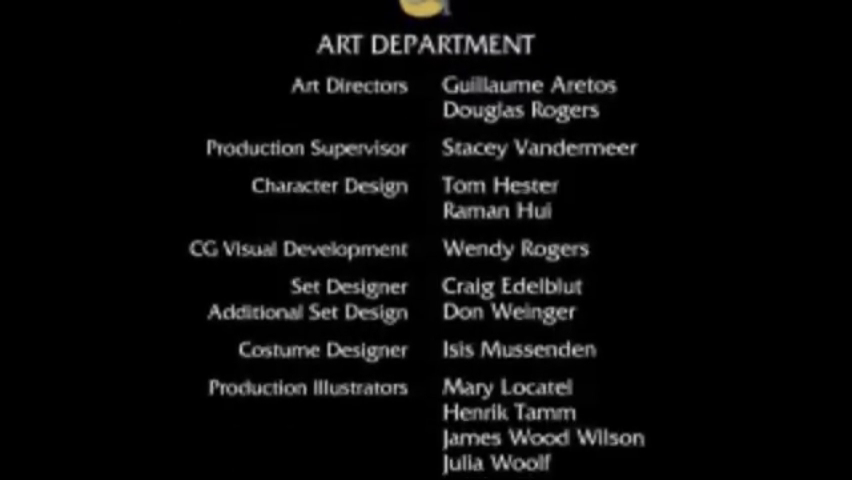 ART DEPARTMENT
Art Directors Guillaume Aretos
Douglas Rogers
Production Supervisor Stacey Vandermeer
Character Design Tom Hester
Raman Hui
CG Visual Development Wendy Rogers
Set Designer Craig Edelblut
Additional Set Design Don Weinger
Costume Designer Isis Mussenden
Production Illustrators Mary Locatel
Henrik Tamm
James Wood Wilson
Julia Woolf